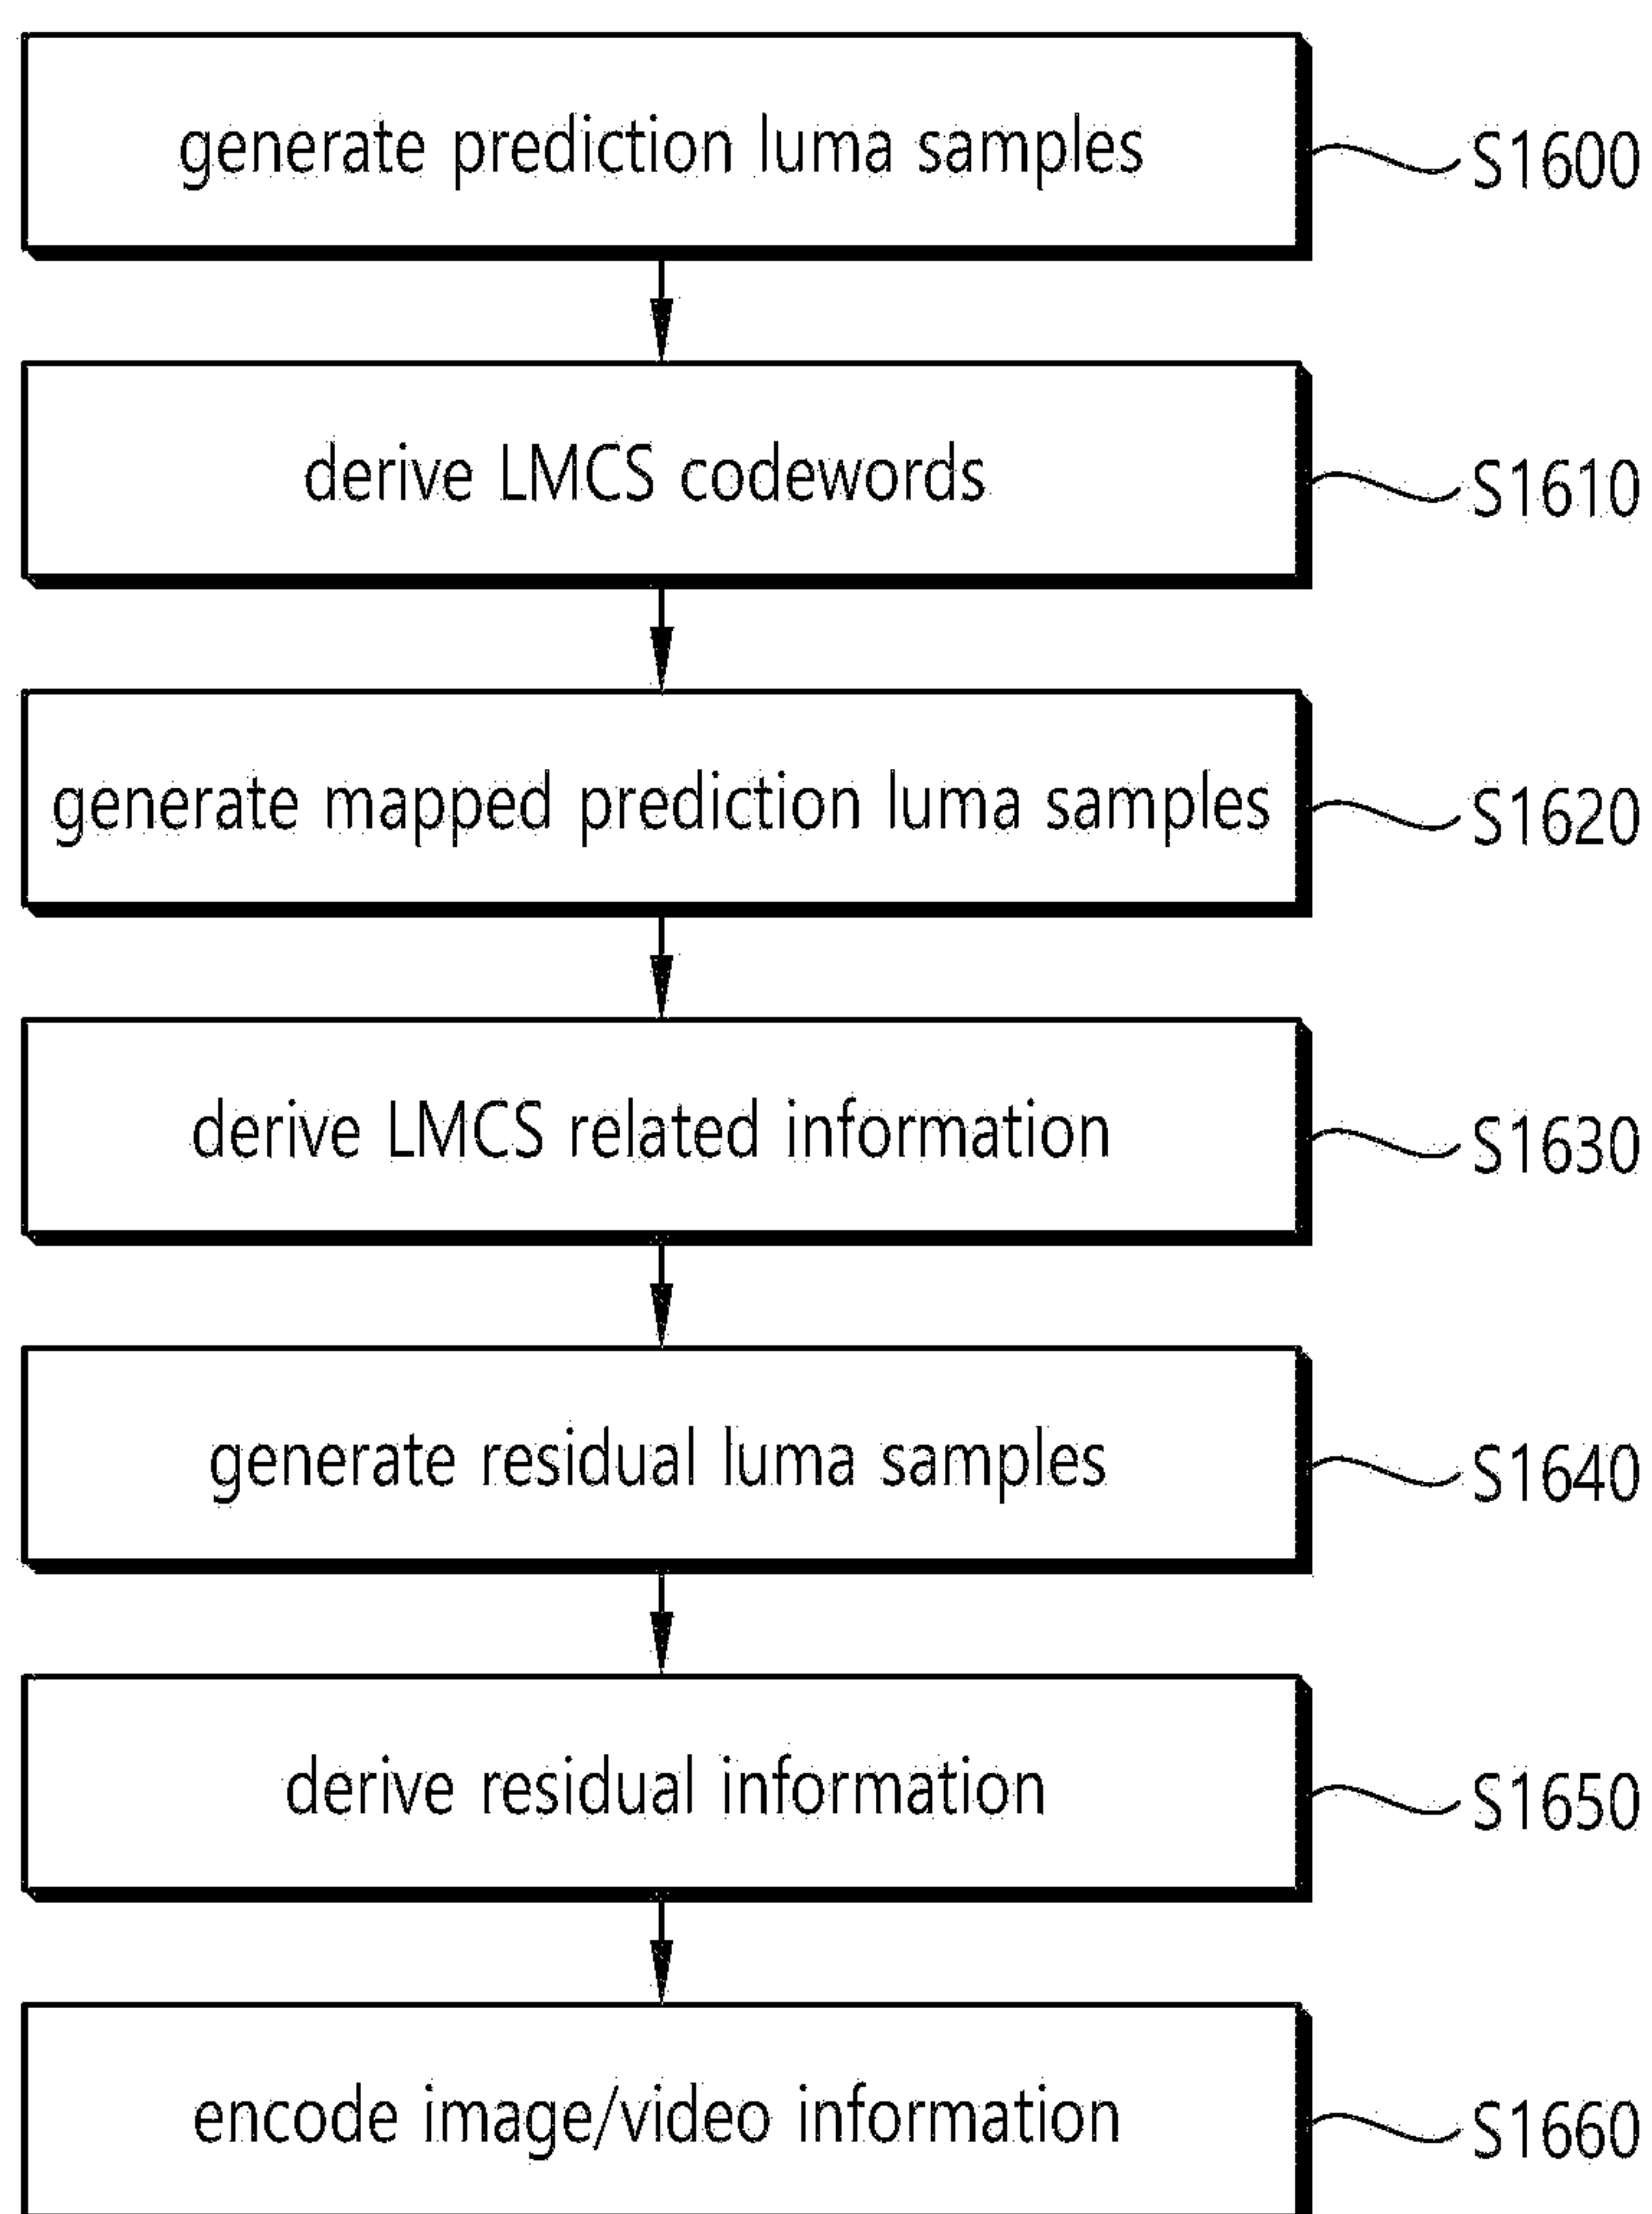 generate prediction luma samples
S1600
derive LMCS codewords
S1610
generate mapped prediction luma samples
S1620
derive LMCS related information
S1630
generate residual luma samples
S1640
derive residual information
S1650
encode image/video information
S1660